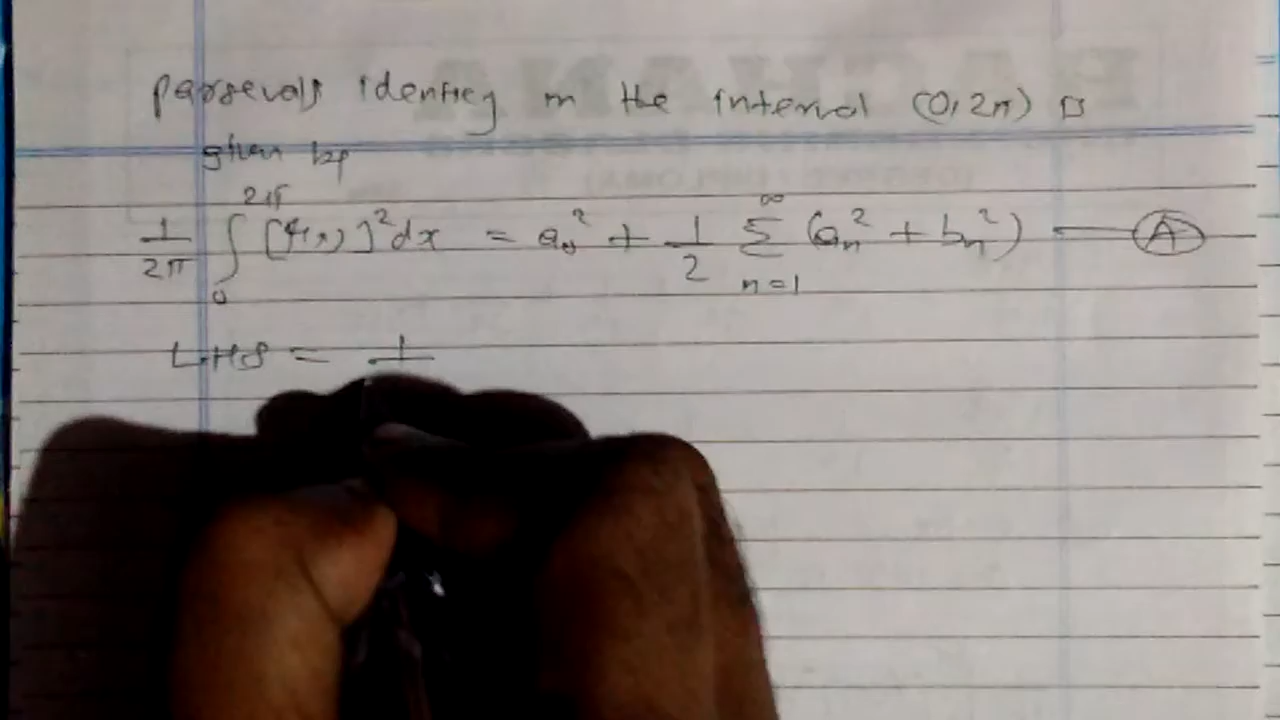 Parsevals identity in the interval (0, 2π) is
given by
1/2π ∫₀^2π [f(x)]² dx = a₀² + 1/2 Σ_{n=1}^∞ (aₙ² + bₙ²) — A
LHS = 1